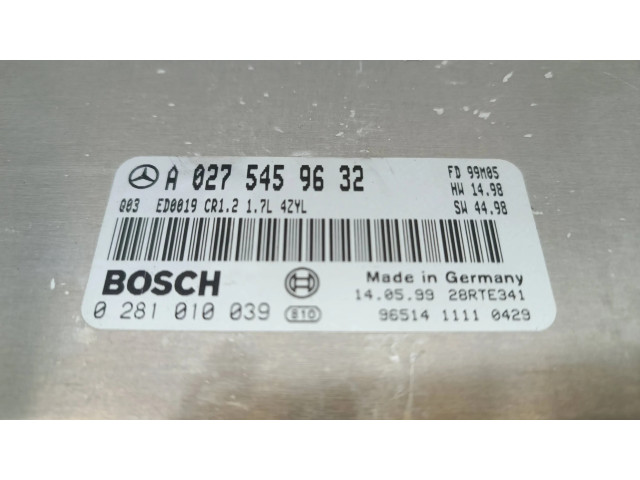 A 027 545 96 32
FD 99M05
HW 14.98
Q03 ED0019 CR1.2 1.7L 4ZYL
SW 44.98
BOSCH
Made in Germany
14.05.99 28RTE341
0 281 010 039 810
96514 1111 0429